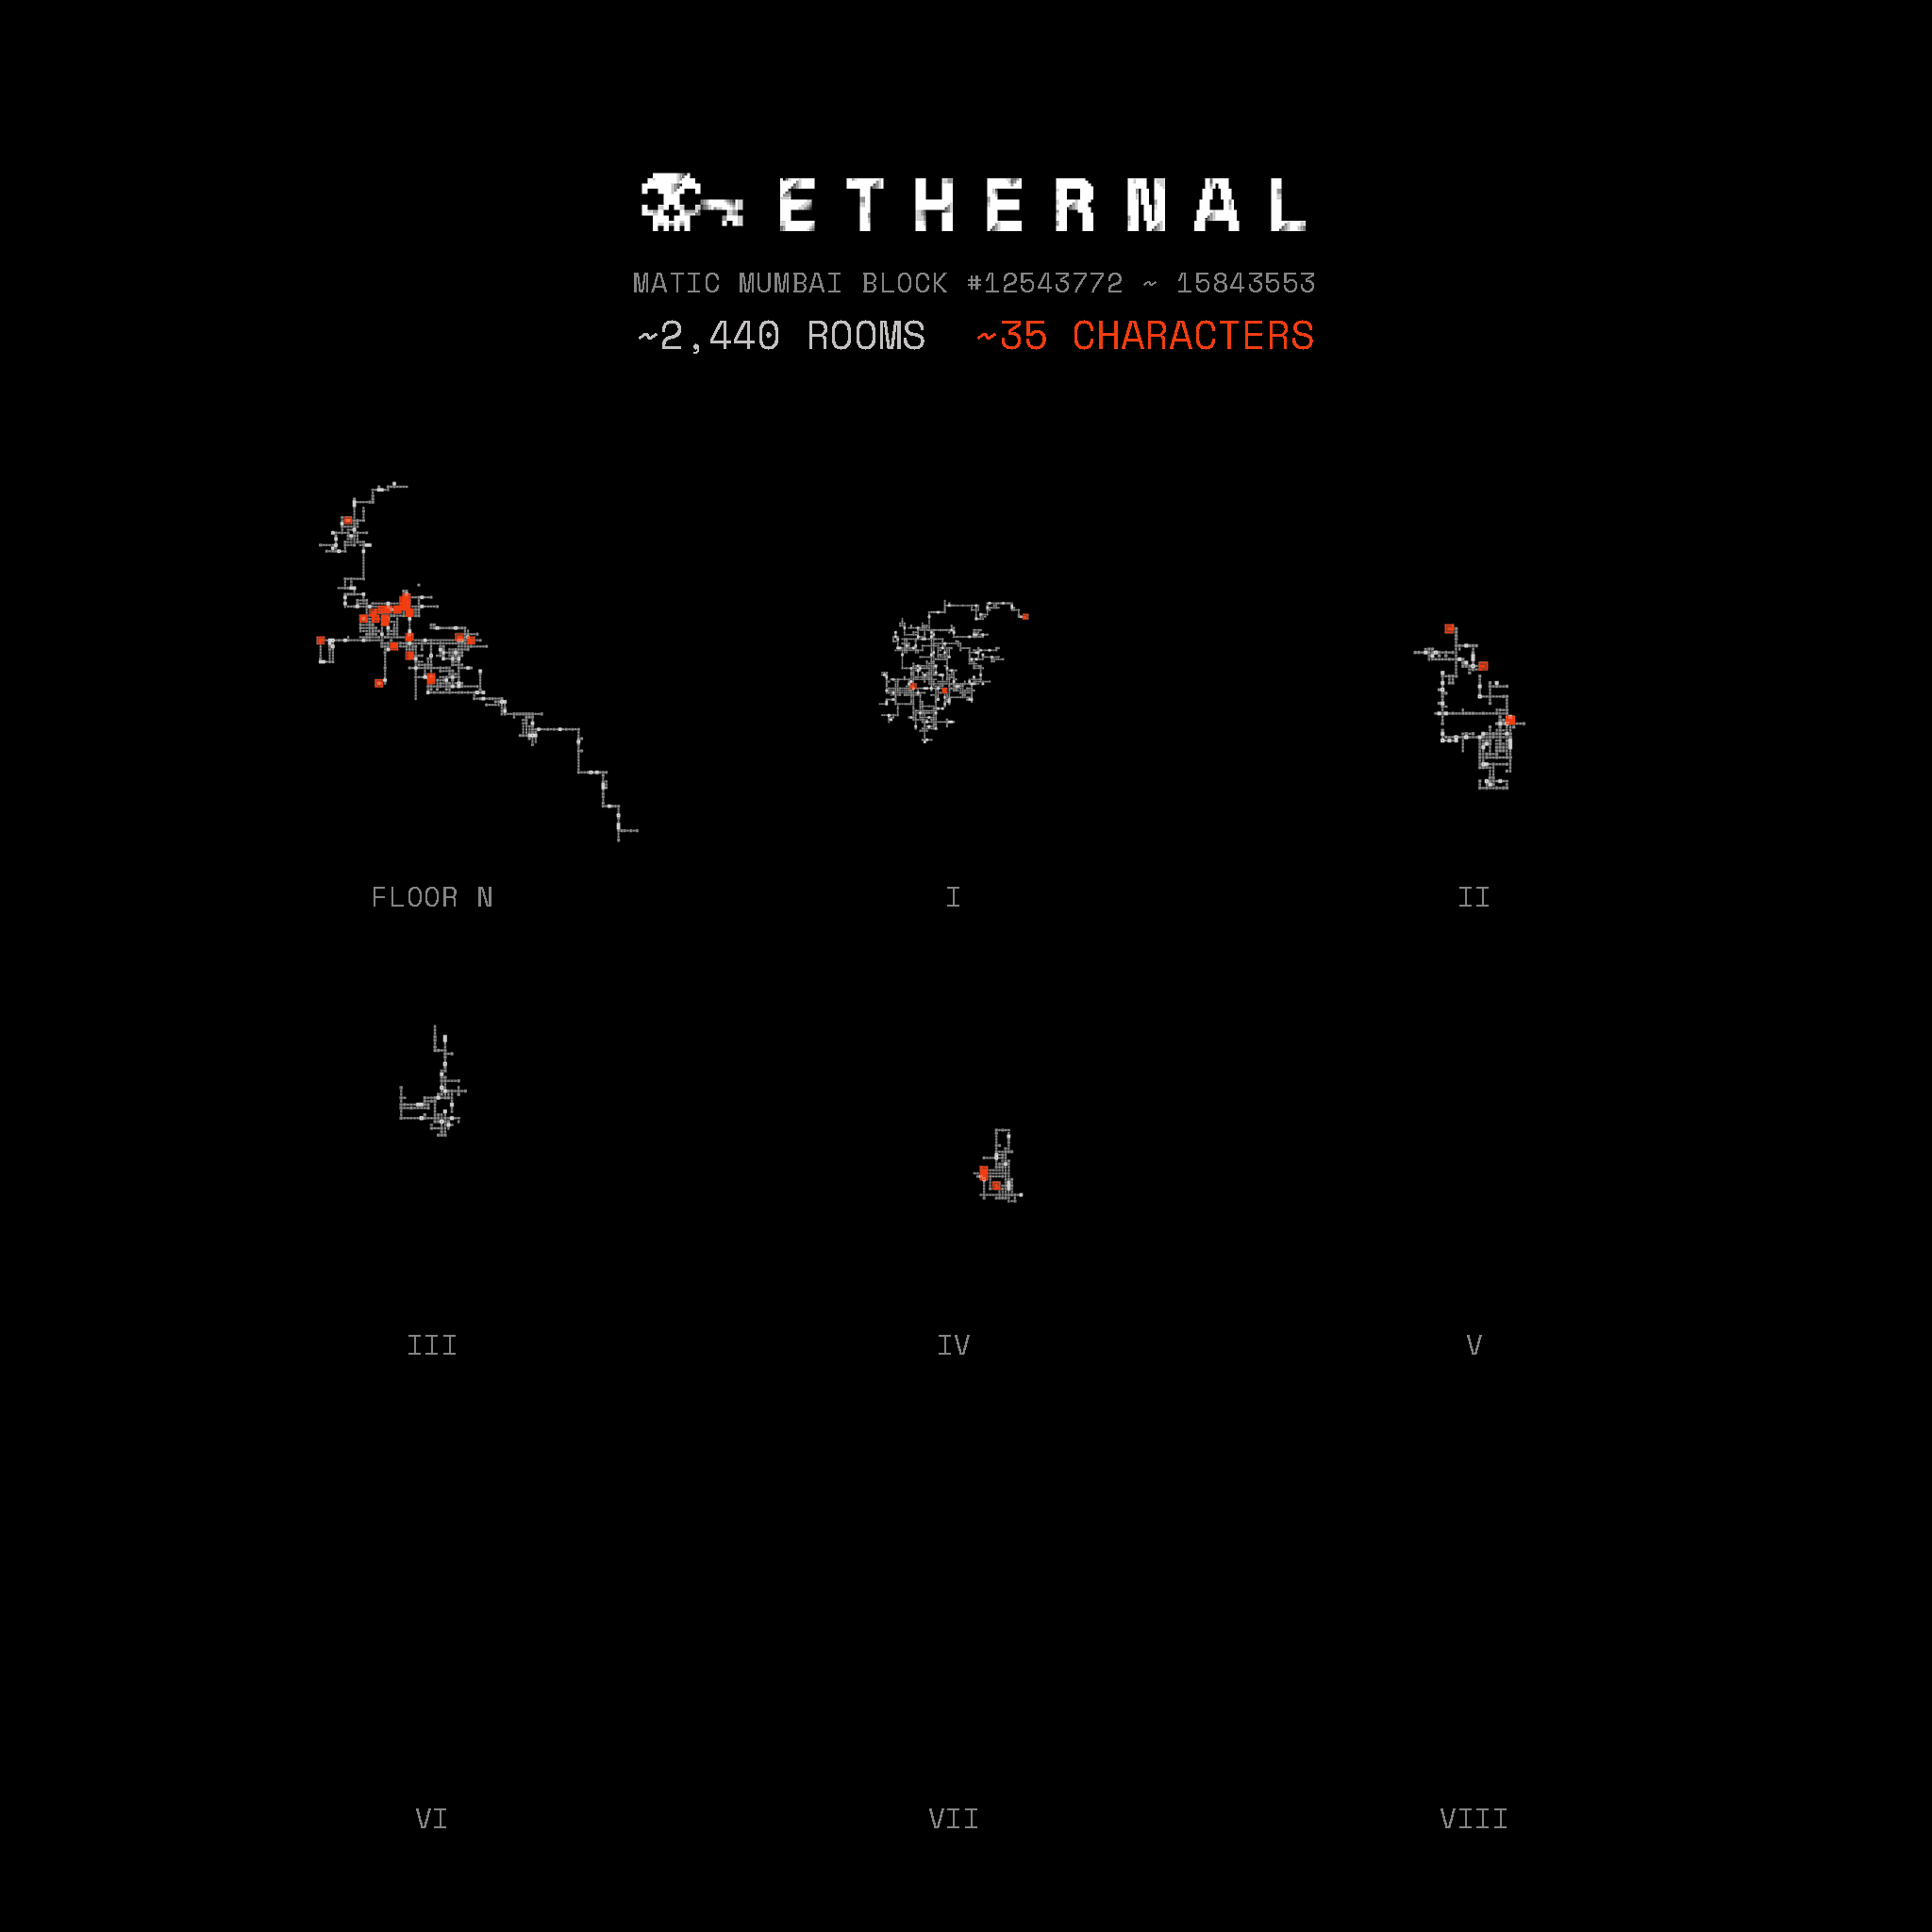 ETHERNAL
MATIC MUMBAI BLOCK #12543772 ~ 15843553
~2,440 ROOMS ~35 CHARACTERS
FLOOR N
I
II
III
IV
V
VI
VII
VIII